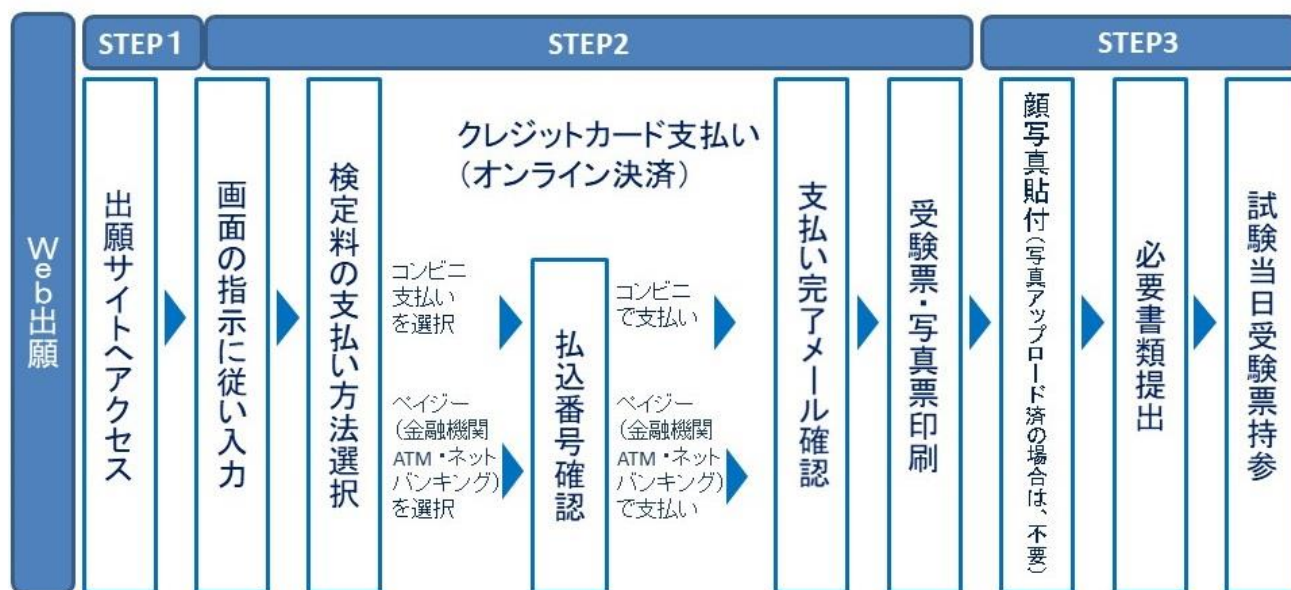 Web出願
STEP1
STEP2
STEP3
出願サイトへアクセス
画面の指示に従い入力
検定料の支払い方法選択
クレジットカード支払い
(オンライン決済)
コンビニ
支払い
を選択
ペイジー
(金融機関
ATM・ネット
バンキング)
を選択
払込番号確認
コンビニ
で支払い
ペイジー
(金融機関
ATM・ネット
バンキング)
で支払い
支払い完了メール確認
受験票・写真票印刷
顔写真貼付(写真アップロード済の場合は、不要)
必要書類提出
試験当日受験票持参